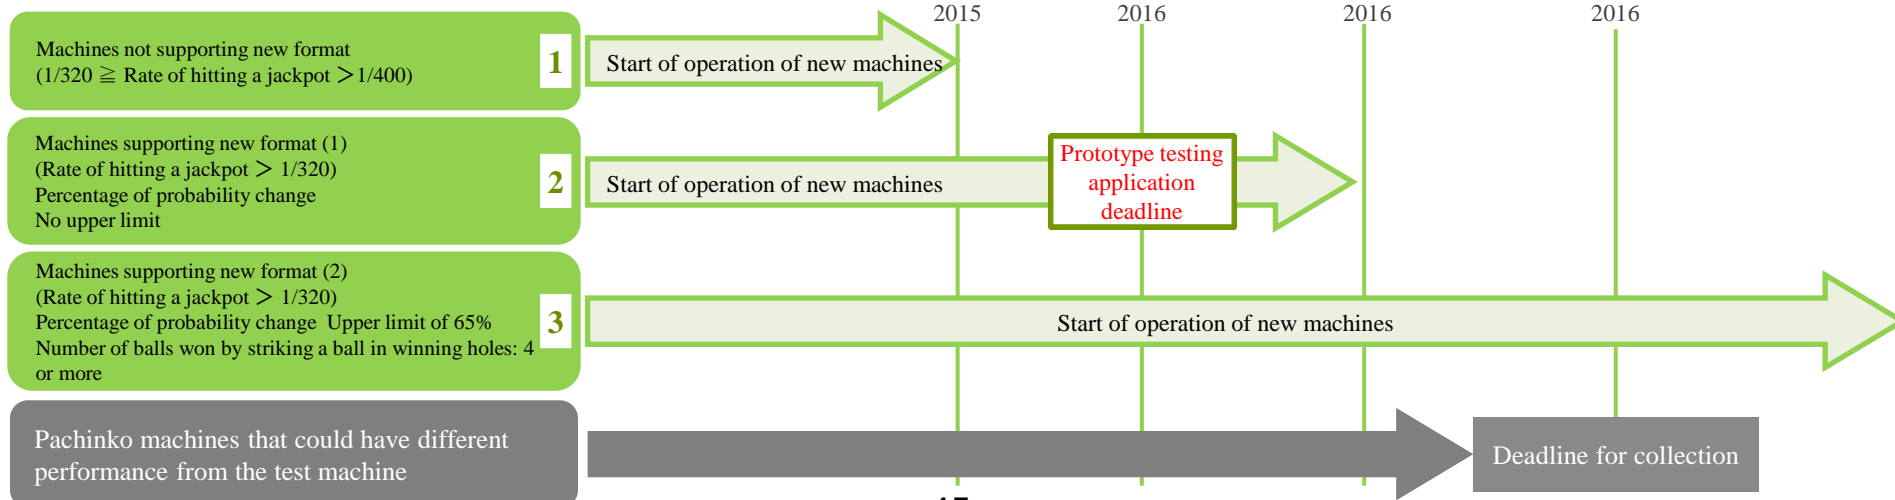 2015
2016
2016
2016
Machines not supporting new format
(1/320 ≧ Rate of hitting a jackpot ＞1/400)
1
Start of operation of new machines
Machines supporting new format (1)
(Rate of hitting a jackpot ＞ 1/320)
Percentage of probability change
No upper limit
2
Start of operation of new machines
Prototype testing
application
deadline
Machines supporting new format (2)
(Rate of hitting a jackpot ＞ 1/320)
Percentage of probability change Upper limit of 65%
Number of balls won by striking a ball in winning holes: 4
or more
3
Start of operation of new machines
Pachinko machines that could have different
performance from the test machine
Deadline for collection